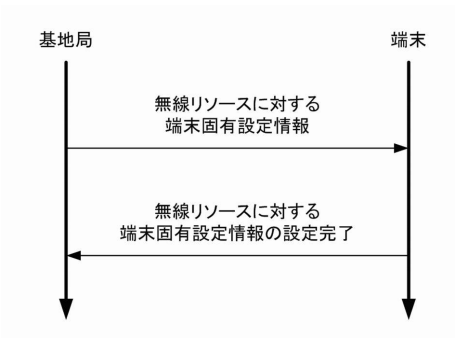 基地局
端末
無線リソースに対する
端末固有設定情報
無線リソースに対する
端末固有設定情報の設定完了